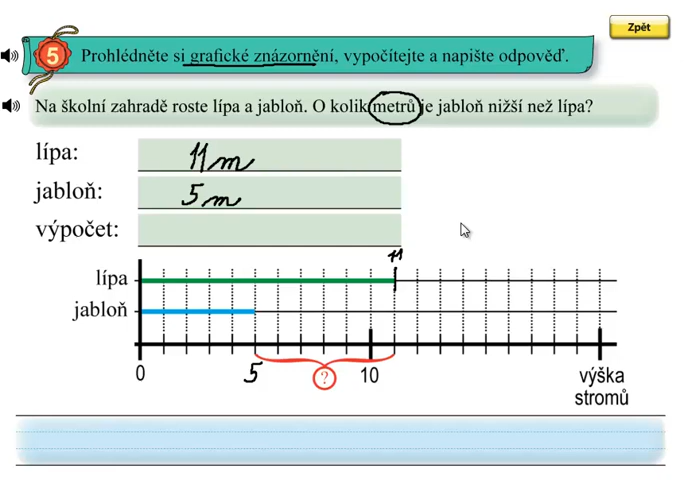 Zpět
5 Prohlédněte si grafické znázornění, vypočítejte a napište odpověď.
Na školní zahradě roste lípa a jabloň. O kolik metrů je jabloň nižší než lípa?
lípa: 11 m
jabloň: 5 m
výpočet:
11
lípa
jabloň
0 5 ? 10 výška
stromů